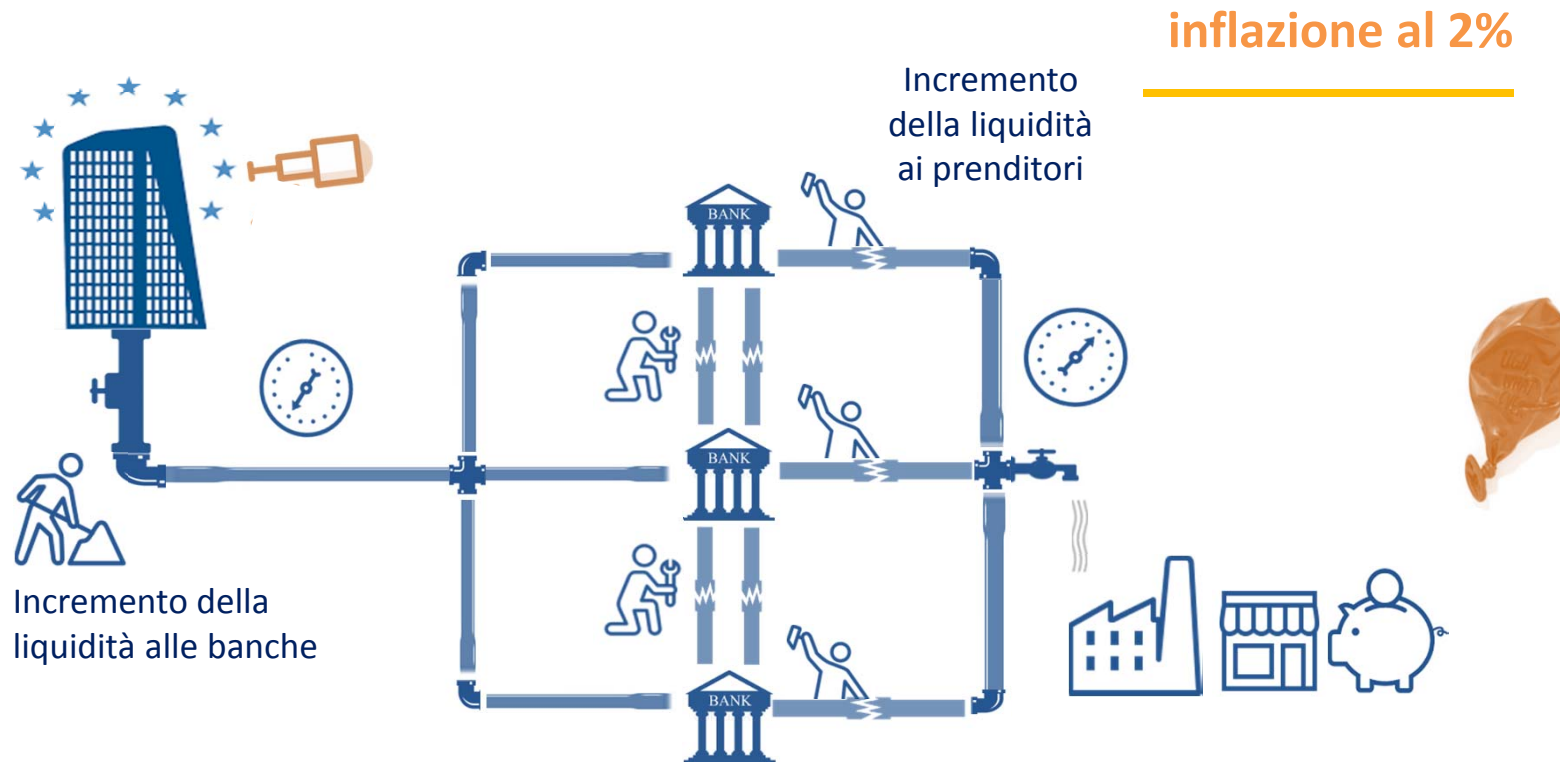 inflazione al 2%
Incremento
della liquidità
ai prenditori
BANK
BANK
Incremento della
liquidità alle banche
BANK